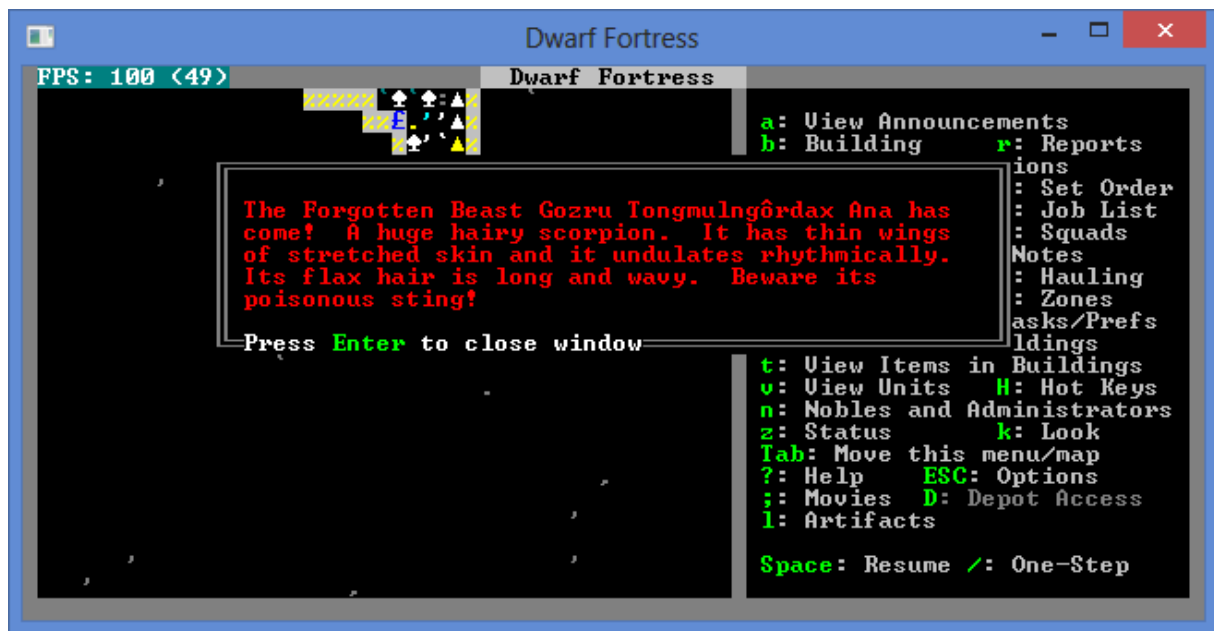 Dwarf Fortress
FPS: 100 (49)
Dwarf Fortress
The Forgotten Beast Gozru Tongmulngôrdax Ana has
come! A huge hairy scorpion. It has thin wings
of stretched skin and it undulates rhythmically.
Its flax hair is long and wavy. Beware its
poisonous sting!
Press Enter to close window
a: View Announcements
b: Building r: Reports
ions
: Set Order
: Job List
: Squads
Notes
: Hauling
: Zones
asks/Prefs
ldings
t: View Items in Buildings
v: View Units H: Hot Keys
n: Nobles and Administrators
z: Status k: Look
Tab: Move this menu/map
?: Help ESC: Options
;: Movies D: Depot Access
l: Artifacts
Space: Resume /: One-Step